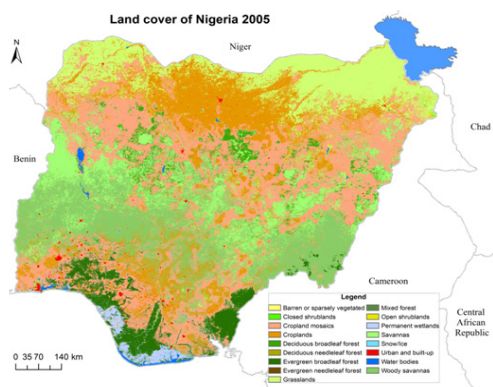 Land cover of Nigeria 2005
N
Niger
Chad
Benin
Cameroon
Central
African
Republic
Legend
Barren or sparsely vegetated
Closed shrublands
Cropland mosaics
Croplands
Deciduous broadleaf forest
Deciduous needleleaf forest
Evergreen broadleaf forest
Evergreen needleleaf forest
Grasslands
Mixed forest
Open shrublands
Permanent wetlands
Savannas
Snow/Ice
Urban and built-up
Water bodies
Woody savannas
0 35 70 140 km